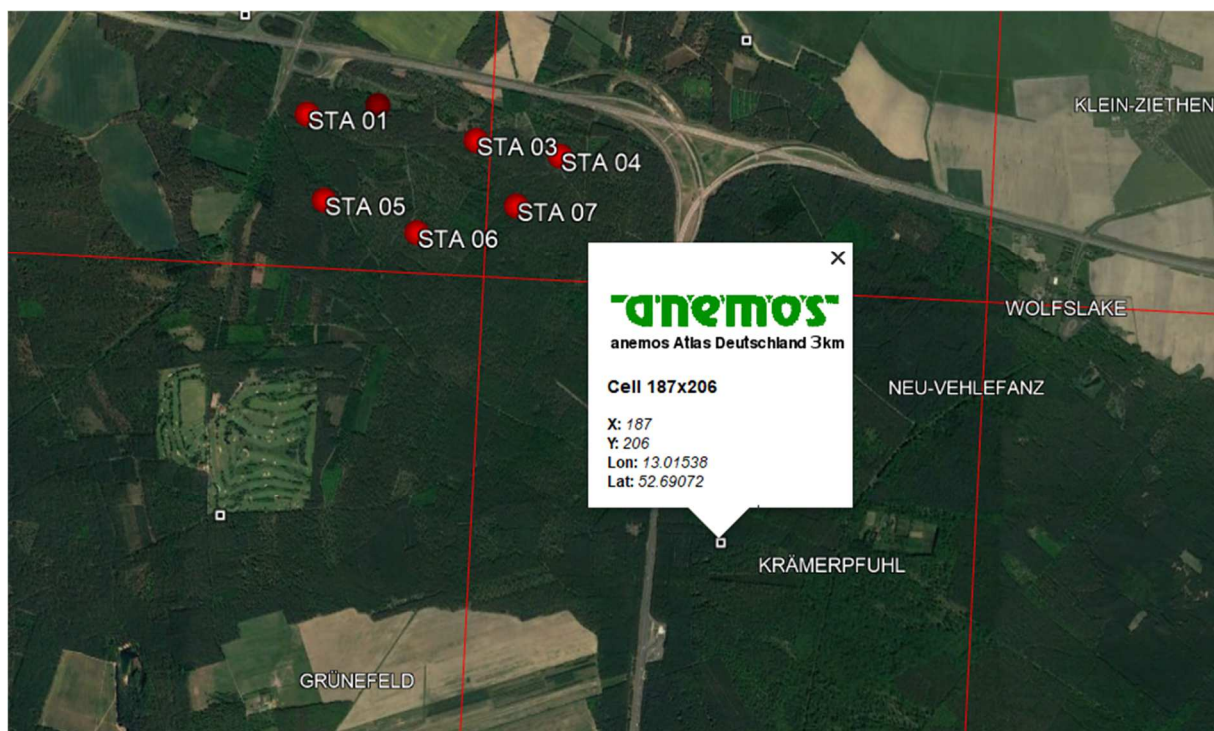 KLEIN-ZIETHEN
STA 01
STA 03
STA 04
STA 05
STA 07
STA 06
anemos
anemos Atlas Deutschland 3km
Cell 187x206
X: 187
Y: 206
Lon: 13.01538
Lat: 52.69072
WOLFSLAKE
NEU-VEHLEFANZ
KRÄMERPFUHL
GRÜNEFELD